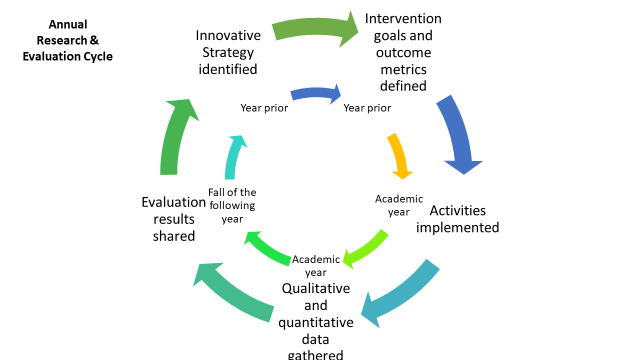 Annual
Research &
Evaluation Cycle
Innovative
Strategy
identified
Intervention
goals and
outcome
metrics
defined
Year prior
Year prior
Academic
year
Activities
implemented
Academic
year
Qualitative
and
quantitative
data
gathered
Fall of the
following
year
Evaluation
results
shared